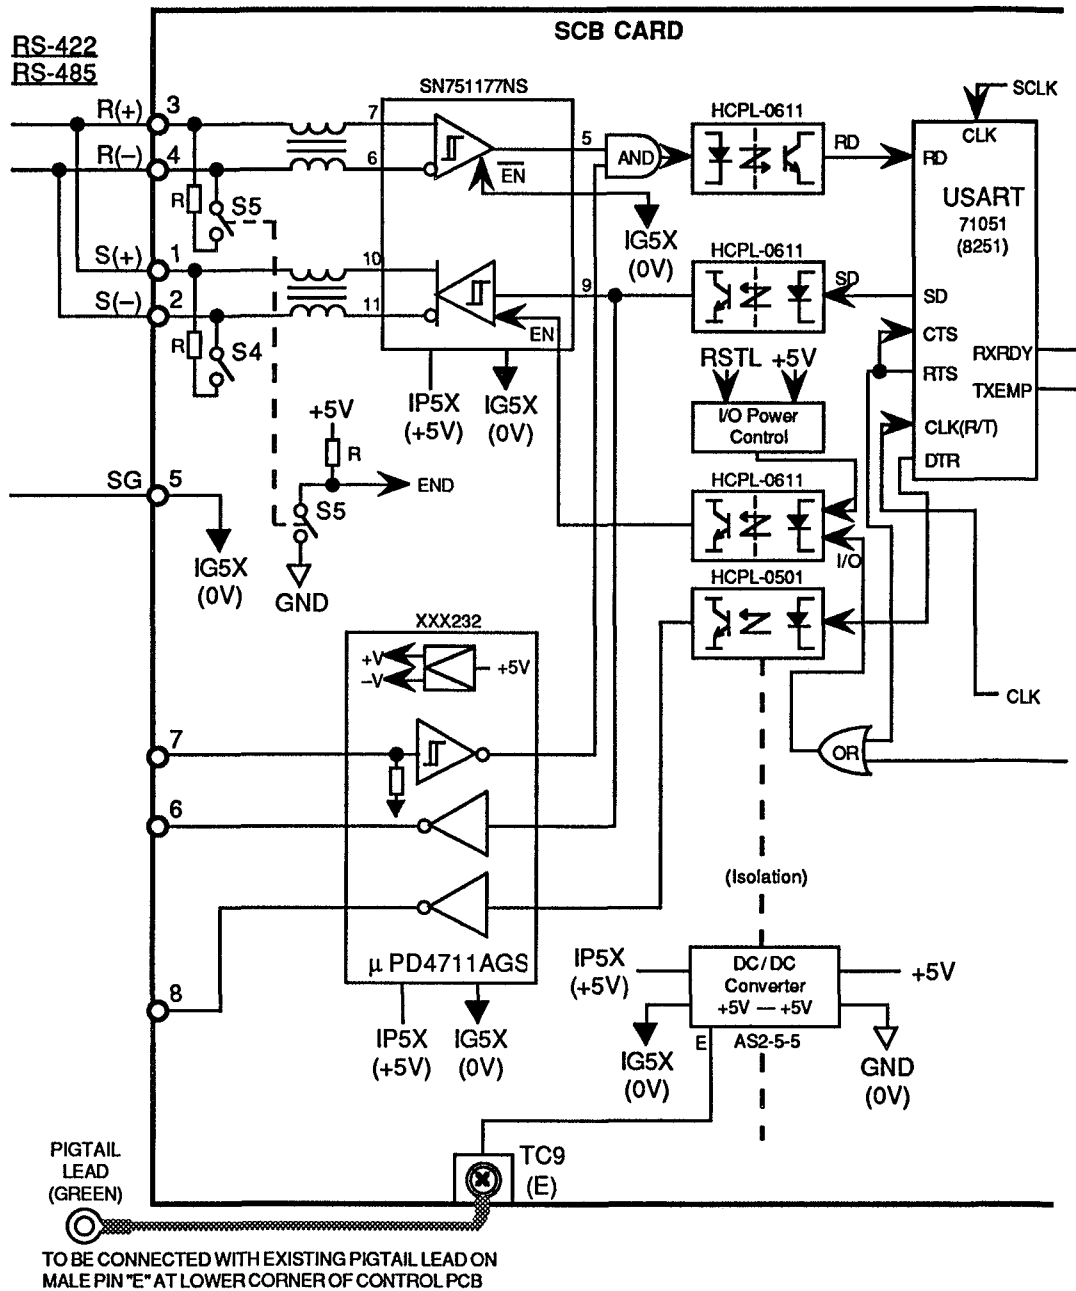 SCB CARD
RS-422
RS-485
R(+)
3
R(−)
4
SN751177NS
7
6
5
EN
AND
HCPL-0611
RD
SCLK
CLK
RD
USART
71051
(8251)
R
S5
IG5X
(0V)
S(+)
1
S(−)
2
10
11
9
EN
HCPL-0611
SD
SD
CTS
RTS
RXRDY
TXEMP
CLK(R/T)
DTR
R
S4
IP5X
(+5V)
IG5X
(0V)
RSTL
+5V
I/O Power
Control
+5V
R
END
S5
GND
SG
5
IG5X
(0V)
HCPL-0611
I/O
HCPL-0501
XXX232
+V
−V
+5V
7
6
8
CLK
OR
(Isolation)
µ PD4711AGS
IP5X
(+5V)
IG5X
(0V)
IP5X
(+5V)
IG5X
(0V)
DC/DC
Converter
+5V — +5V
E
AS2-5-5
+5V
GND
(0V)
TC9
(E)
PIGTAIL
LEAD
(GREEN)
TO BE CONNECTED WITH EXISTING PIGTAIL LEAD ON
MALE PIN "E" AT LOWER CORNER OF CONTROL PCB